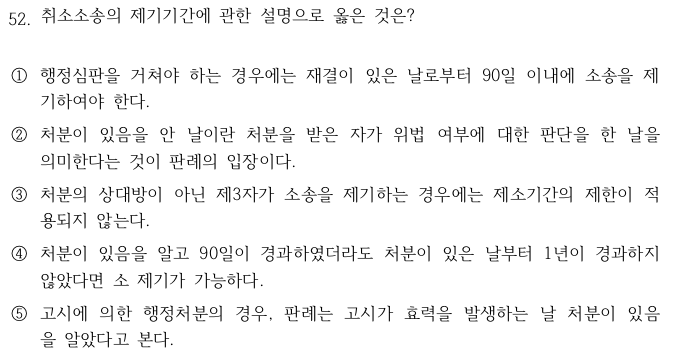 52. 취소소송의 제기기간에 관한 설명으로 옳은 것은?
① 행정심판을 거쳐야 하는 경우에는 재결이 있은 날로부터 90일 이내에 소송을 제
기하여야 한다.
② 처분이 있음을 안 날이란 처분을 받은 자가 위법 여부에 대한 판단을 한 날을
의미한다는 것이 판례의 입장이다.
③ 처분의 상대방이 아닌 제3자가 소송을 제기하는 경우에는 제소기간의 제한이 적
용되지 않는다.
④ 처분이 있음을 알고 90일이 경과하였더라도 처분이 있은 날부터 1년이 경과하지
않았다면 소 제기가 가능하다.
⑤ 고시에 의한 행정처분의 경우, 판례는 고시가 효력을 발생하는 날 처분이 있음
을 알았다고 본다.